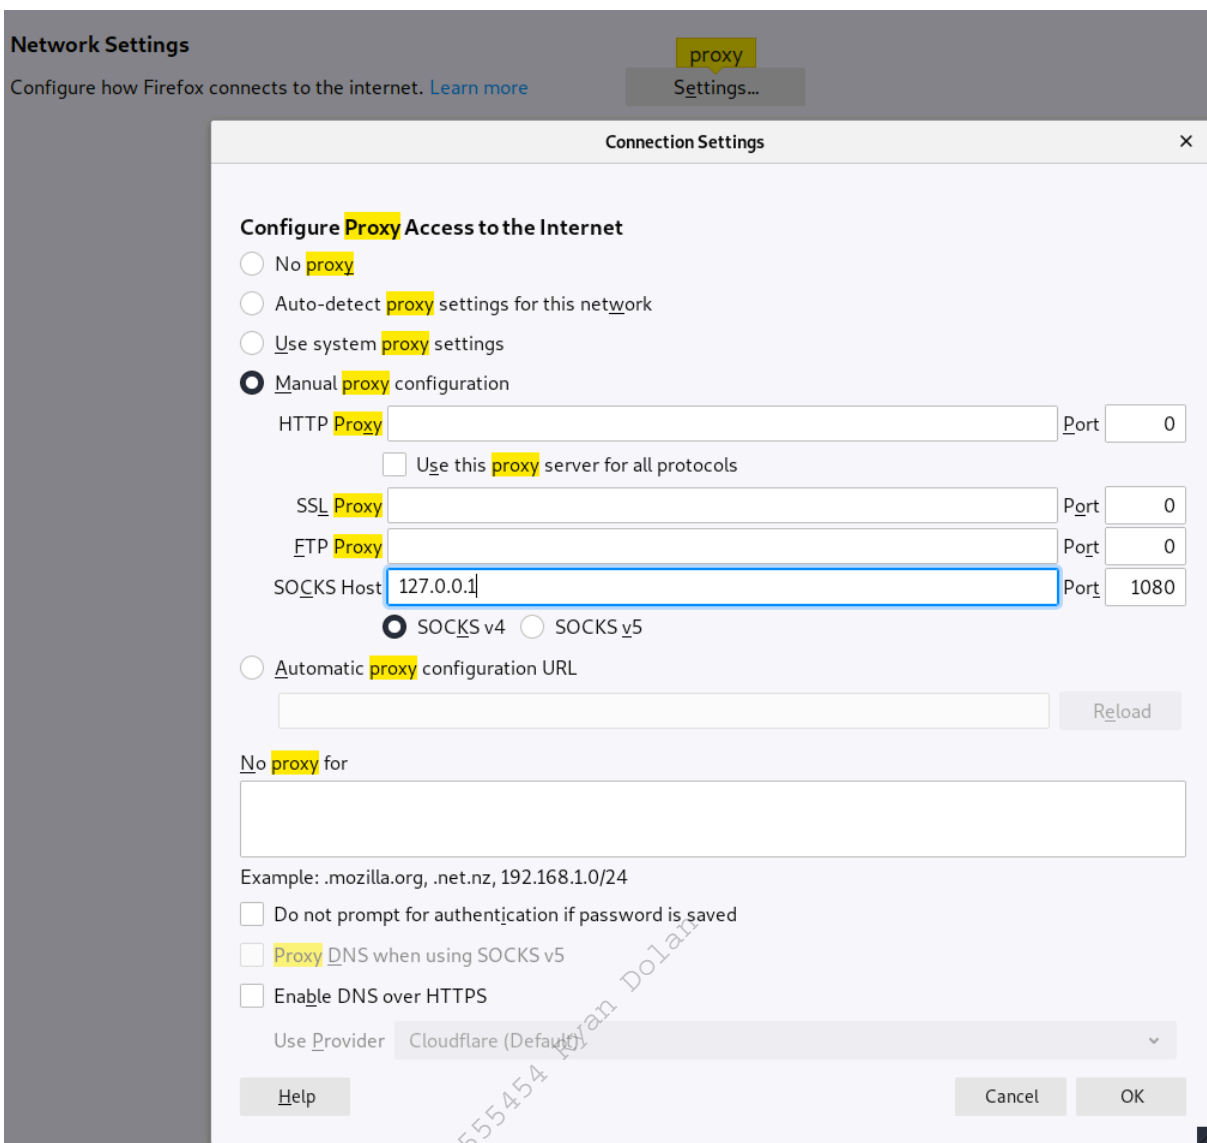 Network Settings
proxy
Configure how Firefox connects to the internet. Learn more
Settings...
Connection Settings
Configure Proxy Access to the Internet
No proxy
Auto-detect proxy settings for this network
Use system proxy settings
Manual proxy configuration
HTTP Proxy Port 0
Use this proxy server for all protocols
SSL Proxy Port 0
FTP Proxy Port 0
SOCKS Host 127.0.0.1 Port 1080
SOCKS v4 SOCKS v5
Automatic proxy configuration URL
Reload
No proxy for
Example: .mozilla.org, .net.nz, 192.168.1.0/24
Do not prompt for authentication if password is saved
Proxy DNS when using SOCKS v5
Enable DNS over HTTPS
Use Provider Cloudflare (Default)
Help Cancel OK
555454 Ryan Dolan